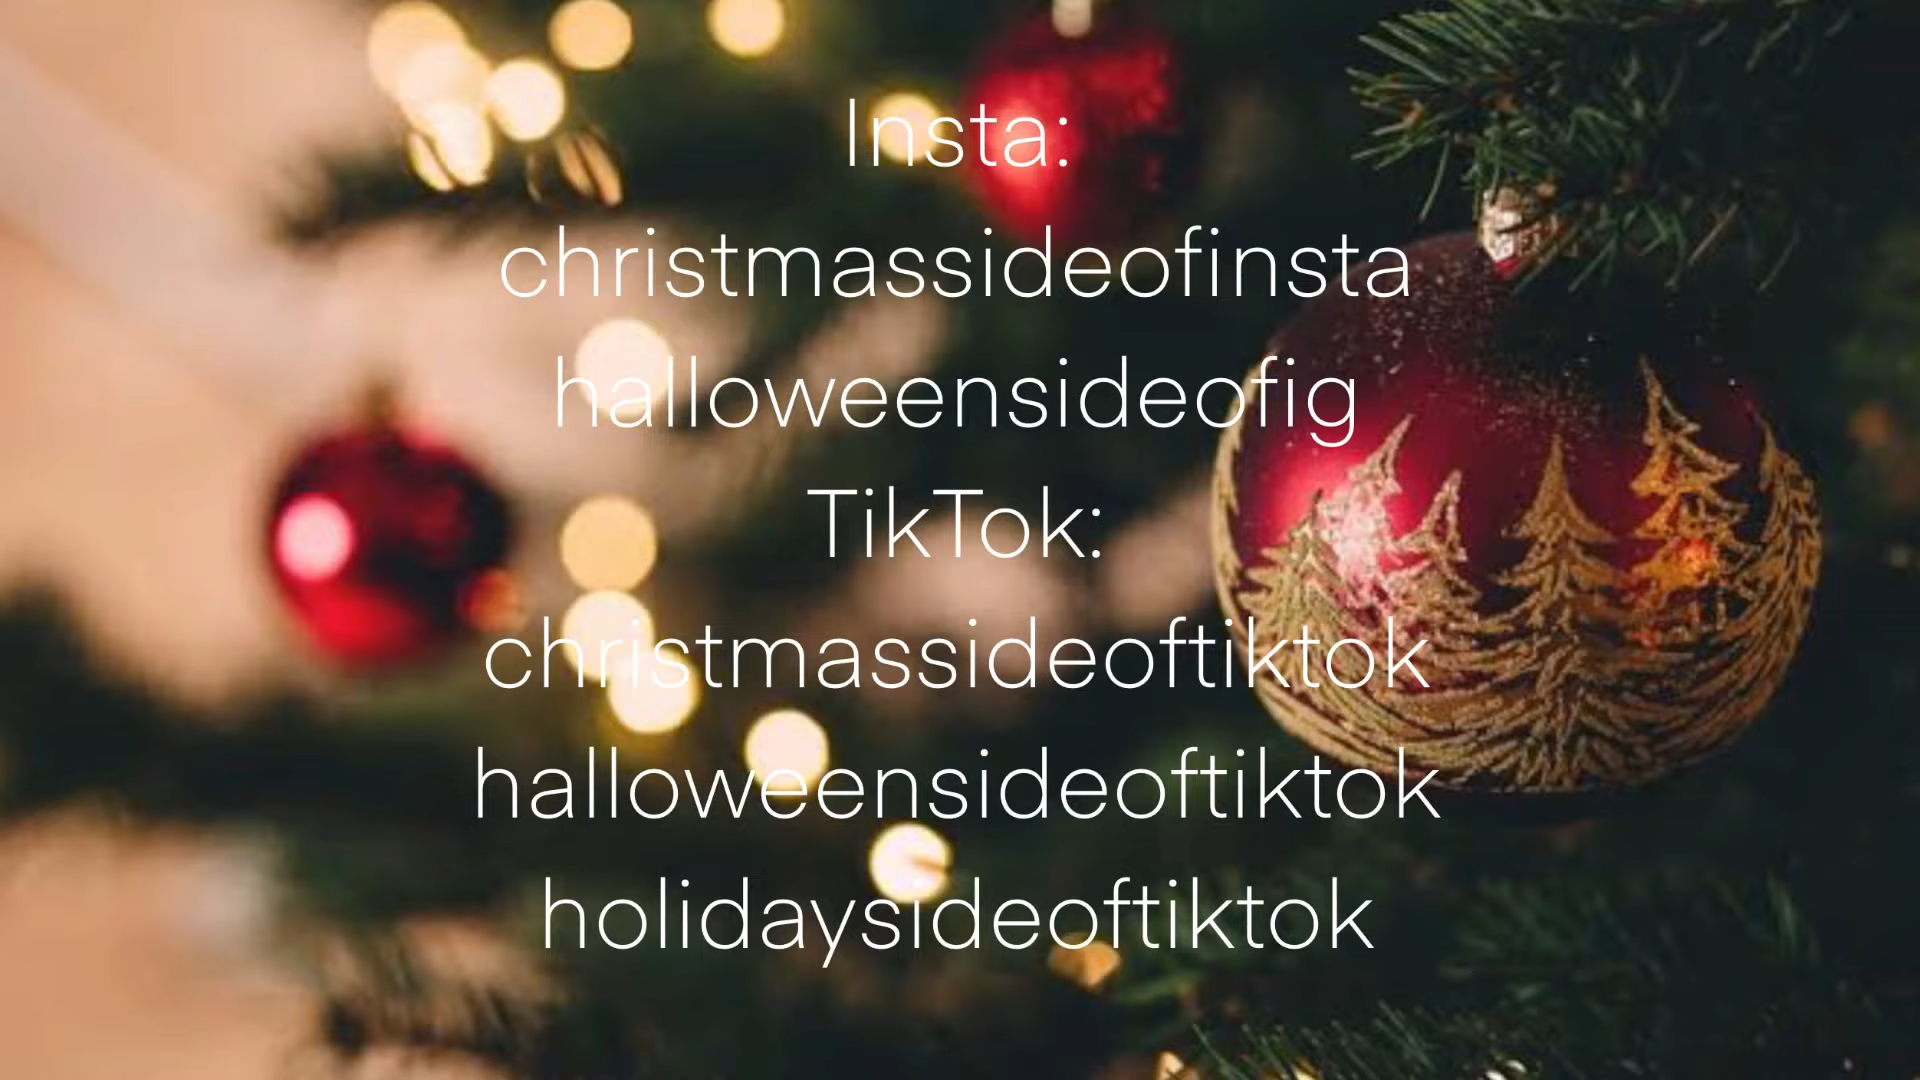 Insta:
christmassideofinsta
halloweensideofig
TikTok:
christmassideoftiktok
halloweensideoftiktok
holidaysideoftiktok